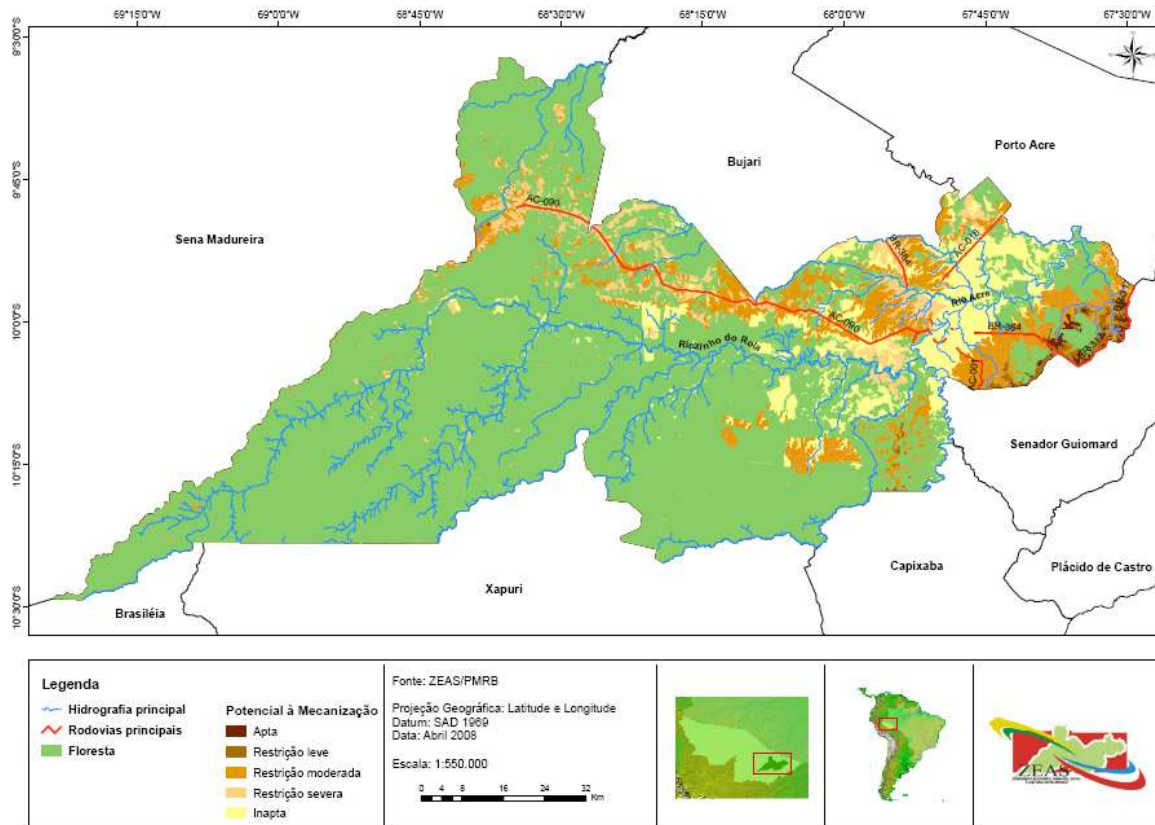 69°15'0"W 69°0'0"W 68°45'0"W 68°30'0"W 68°15'0"W 68°0'0"W 67°45'0"W 67°30'0"W
9°30'0"S
9°45'0"S
10°0'0"S
10°15'0"S
10°30'0"S
Porto Acre
Bujari
Sena Madureira
AC-090
BR-364
AC-010
Rio Acre
AC-090
BR-364
Riozinho do Rola
AC-001
Senador Guiomard
Xapuri
Capixaba
Plácido de Castro
Brasiléia
Legenda
Hidrografia principal
Rodovias principais
Floresta
Potencial à Mecanização
Apta
Restrição leve
Restrição moderada
Restrição severa
Inapta
Fonte: ZEAS/PMRB
Projeção Geográfica: Latitude e Longitude
Datum: SAD 1969
Data: Abril 2008
Escala: 1:550.000
0 4 8 16 24 32
Km
ZEAS